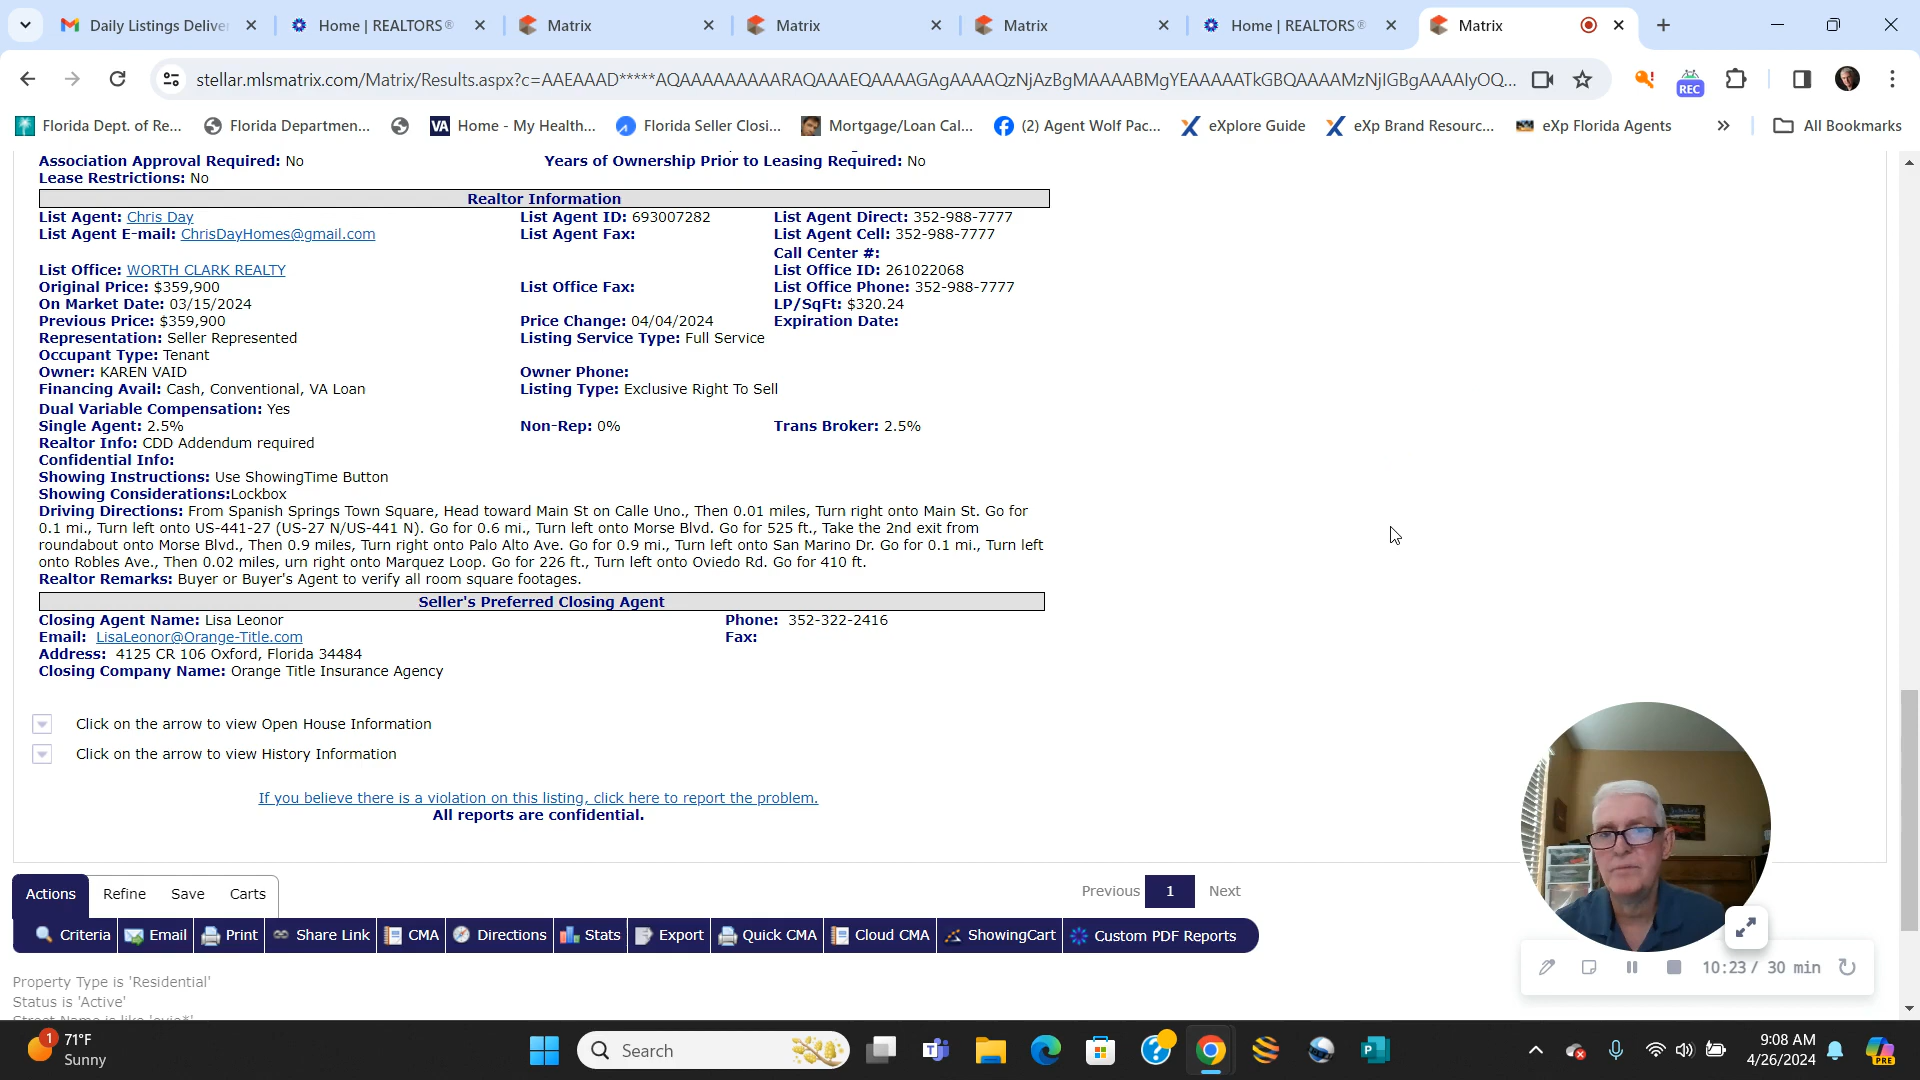 Daily Listings Delive
Home | REALTORS®
Matrix
Matrix
Matrix
Home | REALTORS®
Matrix
stellar.mlsmatrix.com/Matrix/Results.aspx?c=AAEAAAD*****AQAAAAAAAAARAQAAAEQAAAAGAgAAAAQzNjAzBgMAAAABMgYEAAAAATkGBQAAAAMzNjIGBgAAAAIyOQ...
REC
Florida Dept. of Re...
Florida Departmen...
VA Home - My Health...
Florida Seller Closi...
Mortgage/Loan Cal...
(2) Agent Wolf Pac...
eXplore Guide
eXp Brand Resourc...
eXp Florida Agents
»
All Bookmarks
Association Approval Required: No Years of Ownership Prior to Leasing Required: No
Lease Restrictions: No
Realtor Information
List Agent: Chris Day List Agent ID: 693007282 List Agent Direct: 352-988-7777
List Agent E-mail: ChrisDayHomes@gmail.com List Agent Fax: List Agent Cell: 352-988-7777
Call Center #:
List Office: WORTH CLARK REALTY List Office ID: 261022068
Original Price: $359,900 List Office Fax: List Office Phone: 352-988-7777
On Market Date: 03/15/2024 LP/SqFt: $320.24
Previous Price: $359,900 Price Change: 04/04/2024 Expiration Date:
Representation: Seller Represented Listing Service Type: Full Service
Occupant Type: Tenant
Owner: KAREN VAID Owner Phone:
Financing Avail: Cash, Conventional, VA Loan Listing Type: Exclusive Right To Sell
Dual Variable Compensation: Yes
Single Agent: 2.5% Non-Rep: 0% Trans Broker: 2.5%
Realtor Info: CDD Addendum required
Confidential Info:
Showing Instructions: Use ShowingTime Button
Showing Considerations:Lockbox
Driving Directions: From Spanish Springs Town Square, Head toward Main St on Calle Uno., Then 0.01 miles, Turn right onto Main St. Go for
0.1 mi., Turn left onto US-441-27 (US-27 N/US-441 N). Go for 0.6 mi., Turn left onto Morse Blvd. Go for 525 ft., Take the 2nd exit from
roundabout onto Morse Blvd., Then 0.9 miles, Turn right onto Palo Alto Ave. Go for 0.9 mi., Turn left onto San Marino Dr. Go for 0.1 mi., Turn left
onto Robles Ave., Then 0.02 miles, urn right onto Marquez Loop. Go for 226 ft., Turn left onto Oviedo Rd. Go for 410 ft.
Realtor Remarks: Buyer or Buyer's Agent to verify all room square footages.
Seller's Preferred Closing Agent
Closing Agent Name: Lisa Leonor Phone: 352-322-2416
Email: LisaLeonor@Orange-Title.com Fax:
Address: 4125 CR 106 Oxford, Florida 34484
Closing Company Name: Orange Title Insurance Agency
Click on the arrow to view Open House Information
Click on the arrow to view History Information
If you believe there is a violation on this listing, click here to report the problem.
All reports are confidential.
Actions Refine Save Carts Previous 1 Next
Criteria Email Print Share Link CMA Directions Stats Export Quick CMA Cloud CMA ShowingCart Custom PDF Reports
10:23 / 30 min
Property Type is 'Residential'
Status is 'Active'
1
71°F
Sunny
Search
9:08 AM
4/26/2024
PRE